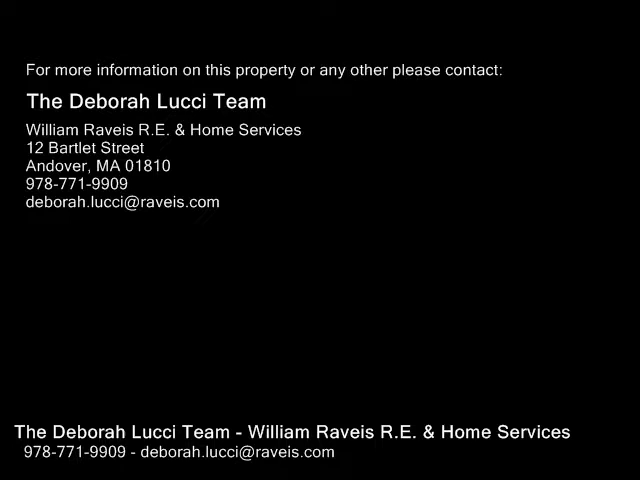 For more information on this property or any other please contact:
The Deborah Lucci Team
William Raveis R.E. & Home Services
12 Bartlet Street
Andover, MA 01810
978-771-9909
deborah.lucci@raveis.com
The Deborah Lucci Team - William Raveis R.E. & Home Services
978-771-9909 - deborah.lucci@raveis.com